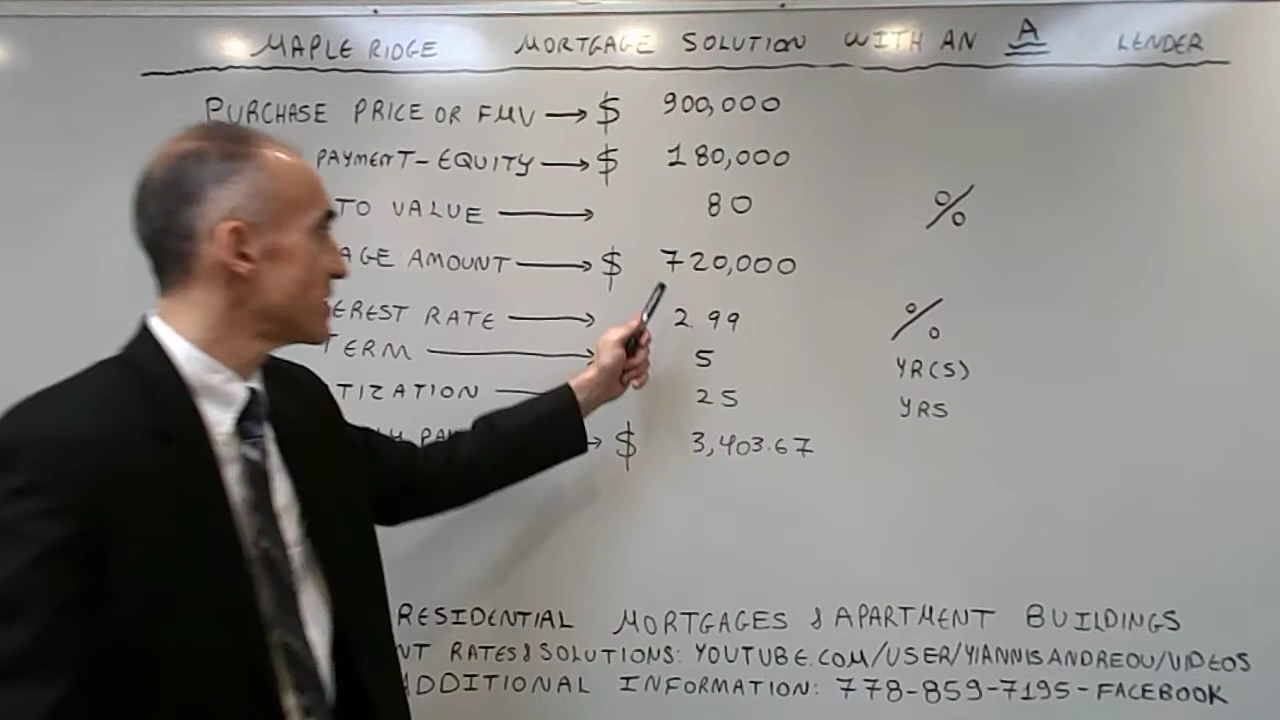 MAPLE RIDGE MORTGAGE SOLUTION WITH AN A LENDER
PURCHASE PRICE OR FMV → $ 900,000
PAYMENT-EQUITY → $ 180,000
TO VALUE → 80 %
AGE AMOUNT → $ 720,000
EREST RATE → 2.99 %
TERM → 5 YR(S)
TIZATION → 25 YRS
→ $ 3,403.67
RESIDENTIAL MORTGAGES & APARTMENT BUILDINGS
NT RATES & SOLUTIONS: YOUTUBE.COM/USER/YIANNISANDREOU/VIDEOS
ADDITIONAL INFORMATION: 778-859-7195-FACEBOOK